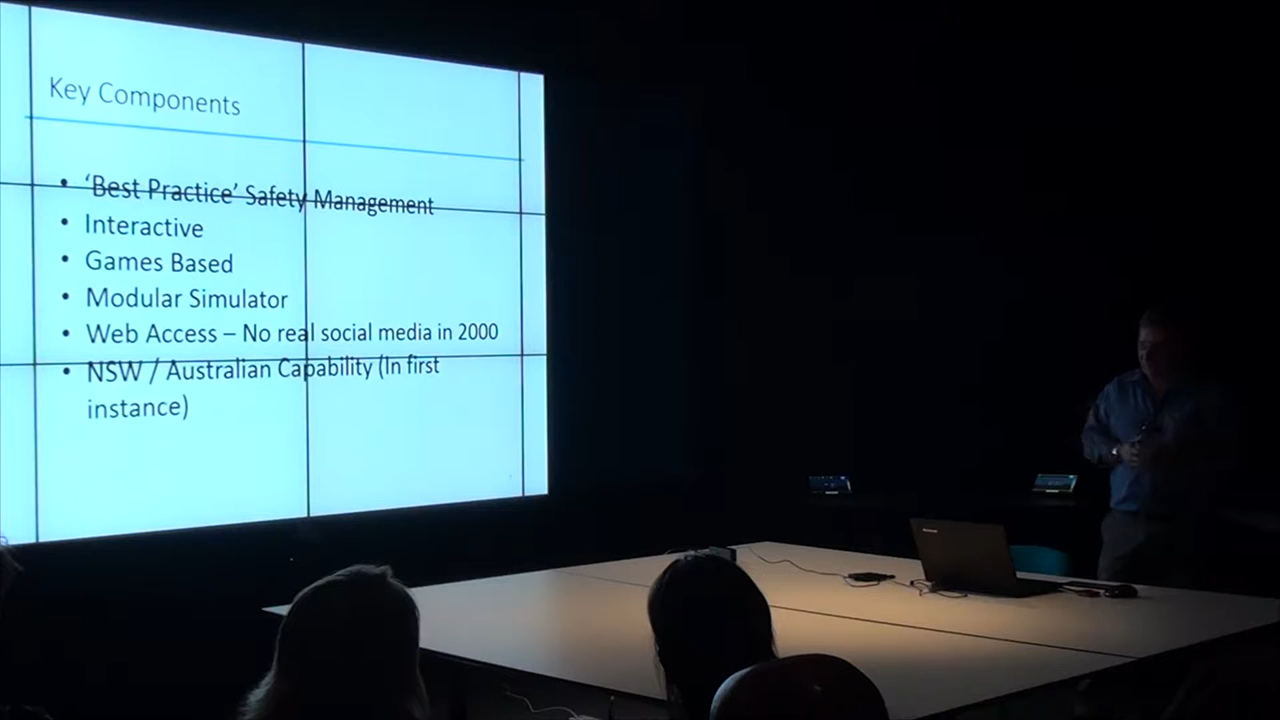 Key Components
• ‘Best Practice’ Safety Management
• Interactive
• Games Based
• Modular Simulator
• Web Access – No real social media in 2000
• NSW / Australian Capability (In first
instance)